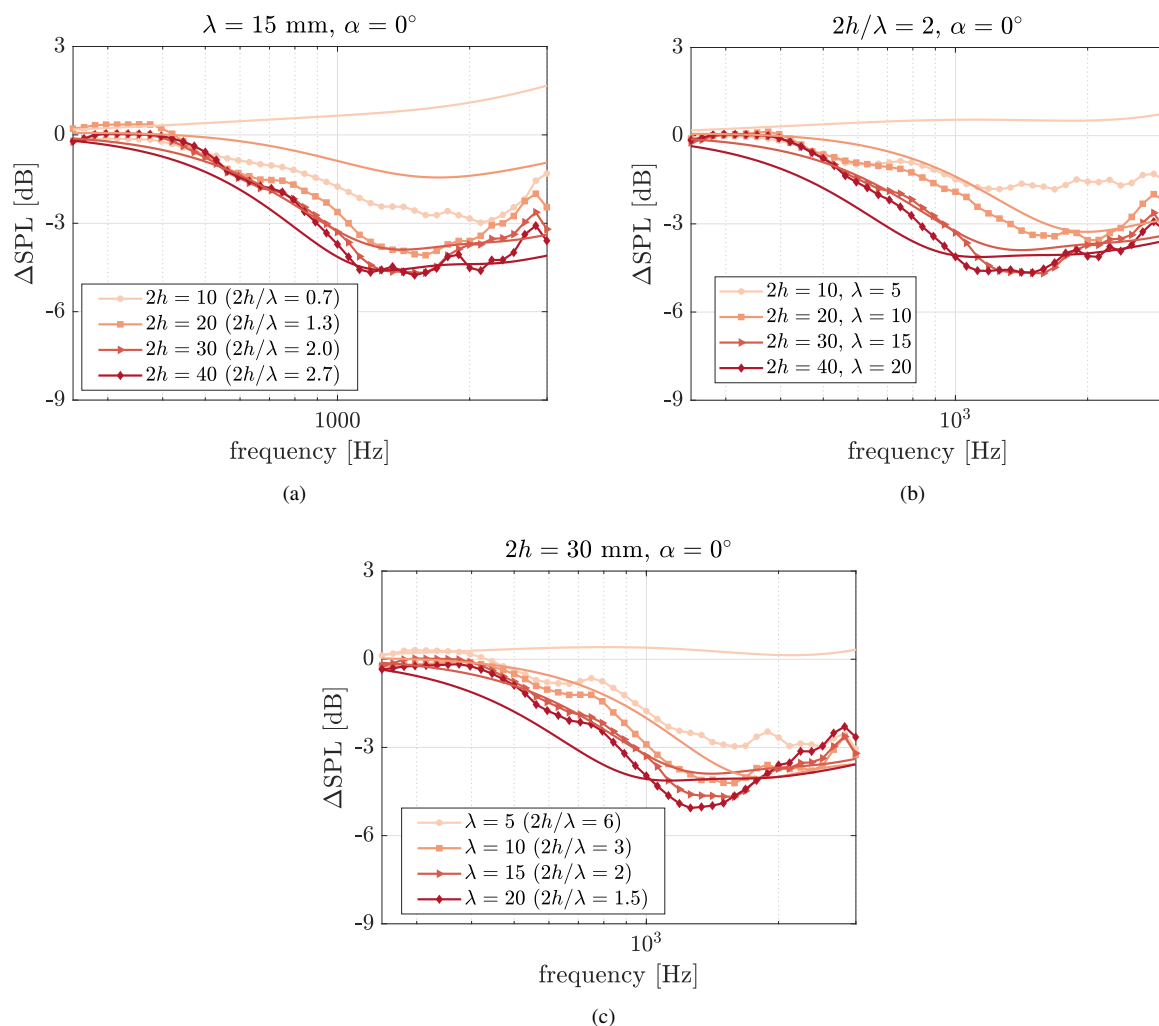 λ = 15 mm, α = 0°
3
0
-3
-6
-9
ΔSPL [dB]
2h = 10 (2h/λ = 0.7)
2h = 20 (2h/λ = 1.3)
2h = 30 (2h/λ = 2.0)
2h = 40 (2h/λ = 2.7)
1000
frequency [Hz]
(a)
2h/λ = 2, α = 0°
3
0
-3
-6
-9
ΔSPL [dB]
2h = 10, λ = 5
2h = 20, λ = 10
2h = 30, λ = 15
2h = 40, λ = 20
10³
frequency [Hz]
(b)
2h = 30 mm, α = 0°
3
0
-3
-6
-9
ΔSPL [dB]
λ = 5 (2h/λ = 6)
λ = 10 (2h/λ = 3)
λ = 15 (2h/λ = 2)
λ = 20 (2h/λ = 1.5)
10³
frequency [Hz]
(c)